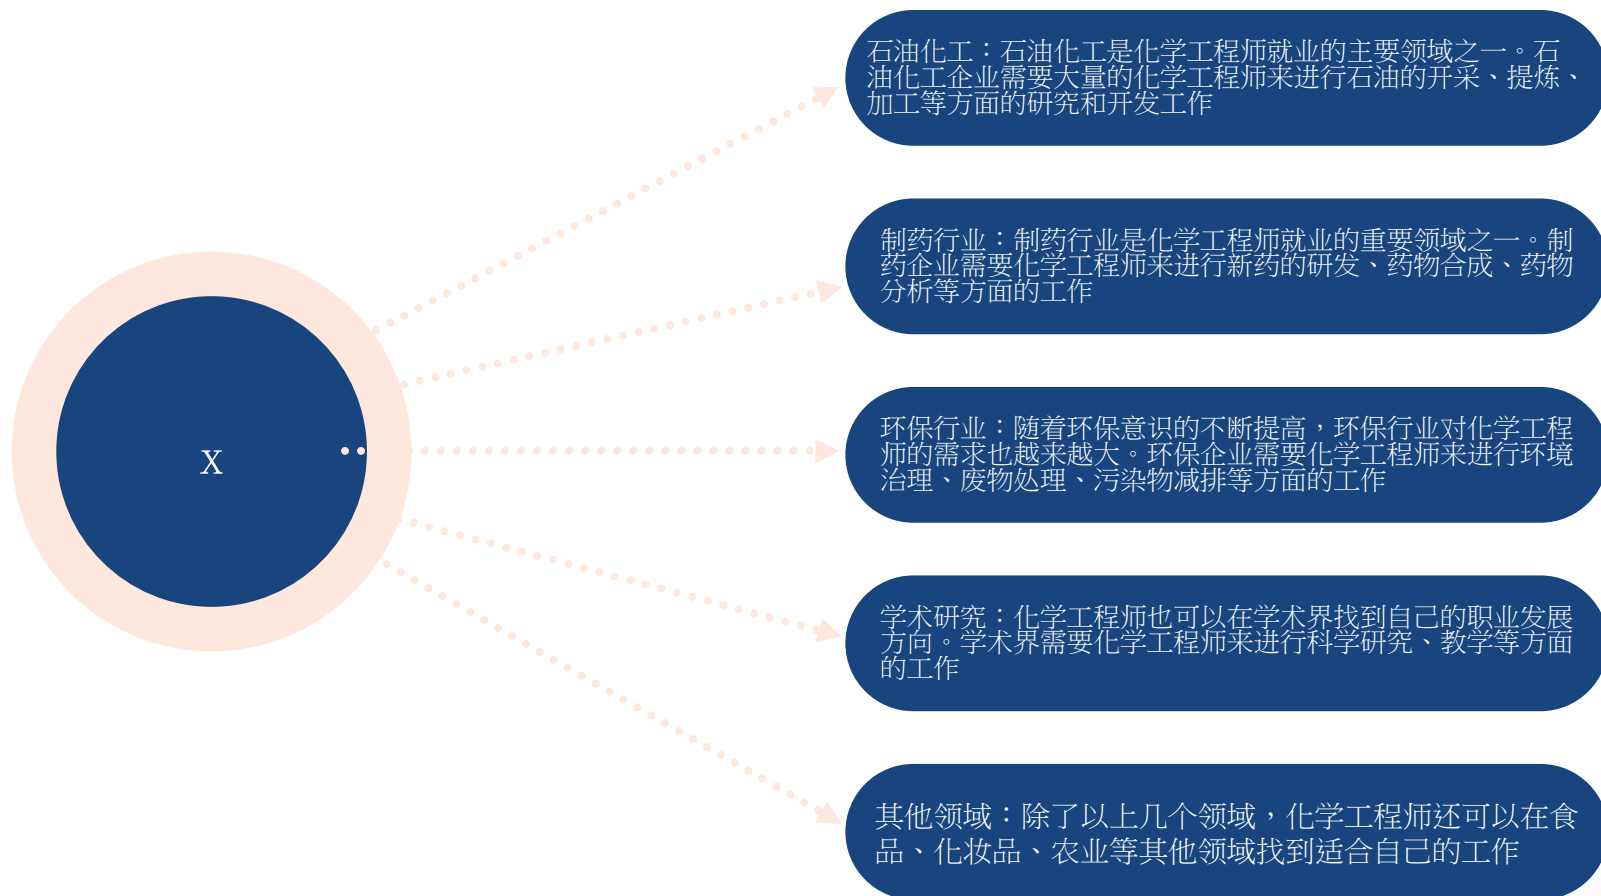 石油化工：石油化工是化学工程师就业的主要领域之一。石
油化工企业需要大量的化学工程师来进行石油的开采、提炼、
加工等方面的研究和开发工作
制药行业：制药行业是化学工程师就业的重要领域之一。制
药企业需要化学工程师来进行新药的研发、药物合成、药物
分析等方面的工作
X
环保行业：随着环保意识的不断提高，环保行业对化学工程
师的需求也越来越大。环保企业需要化学工程师来进行环境
治理、废物处理、污染物减排等方面的工作
学术研究：化学工程师也可以在学术界找到自己的职业发展
方向。学术界需要化学工程师来进行科学研究、教学等方面
的工作
其他领域：除了以上几个领域，化学工程师还可以在食
品、化妆品、农业等其他领域找到适合自己的工作